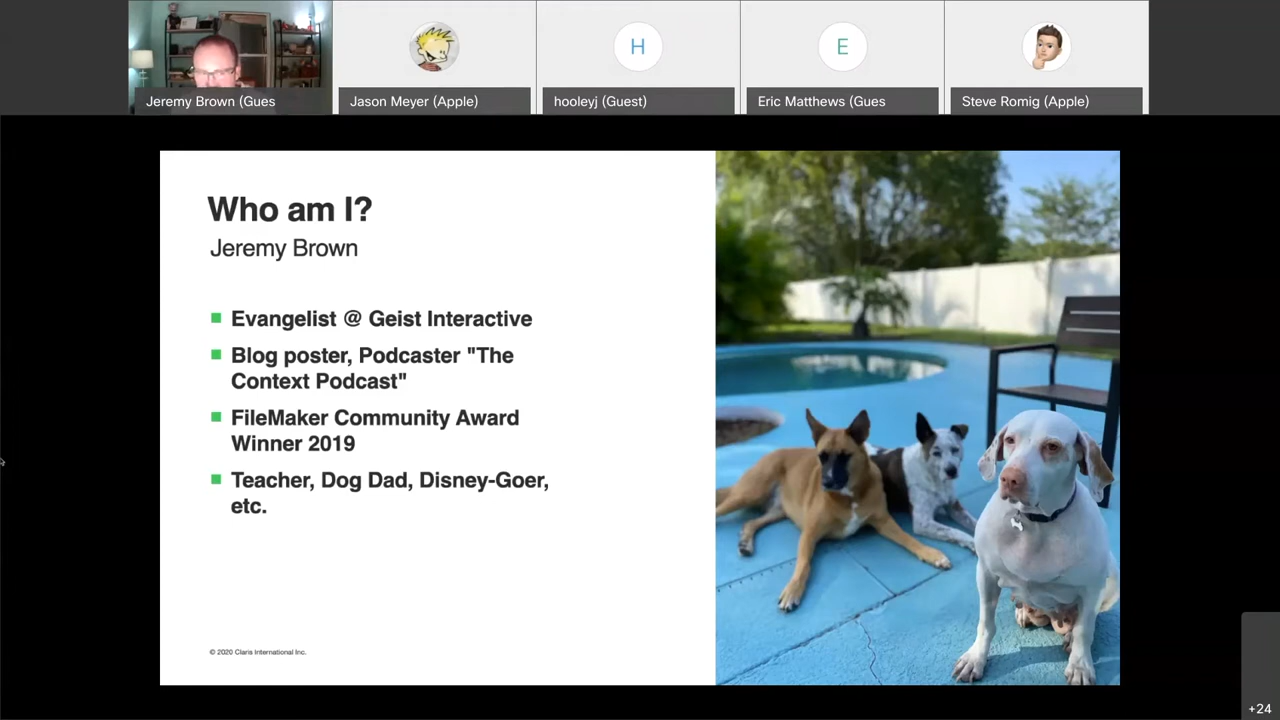 Jeremy Brown (Gues
Jason Meyer (Apple)
H
hooleyj (Guest)
E
Eric Matthews (Gues
Steve Romig (Apple)
Who am I?
Jeremy Brown
Evangelist @ Geist Interactive
Blog poster, Podcaster "The
Context Podcast"
FileMaker Community Award
Winner 2019
Teacher, Dog Dad, Disney-Goer,
etc.
© 2020 Claris International Inc.
+24